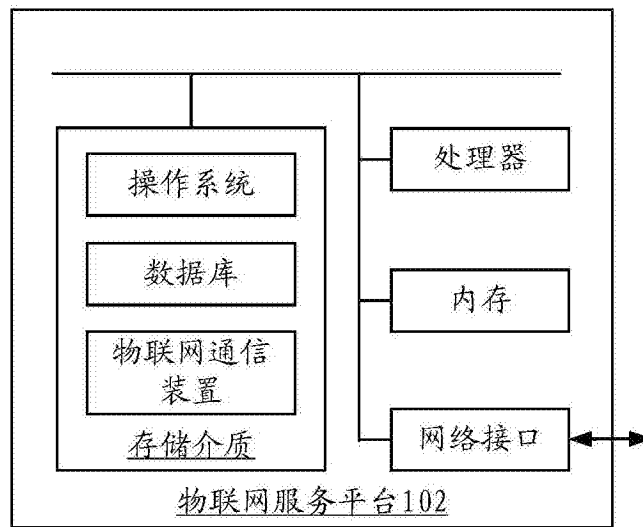 操作系统
数据库
物联网通信
装置
存储介质
处理器
内存
网络接口
物联网服务平台102